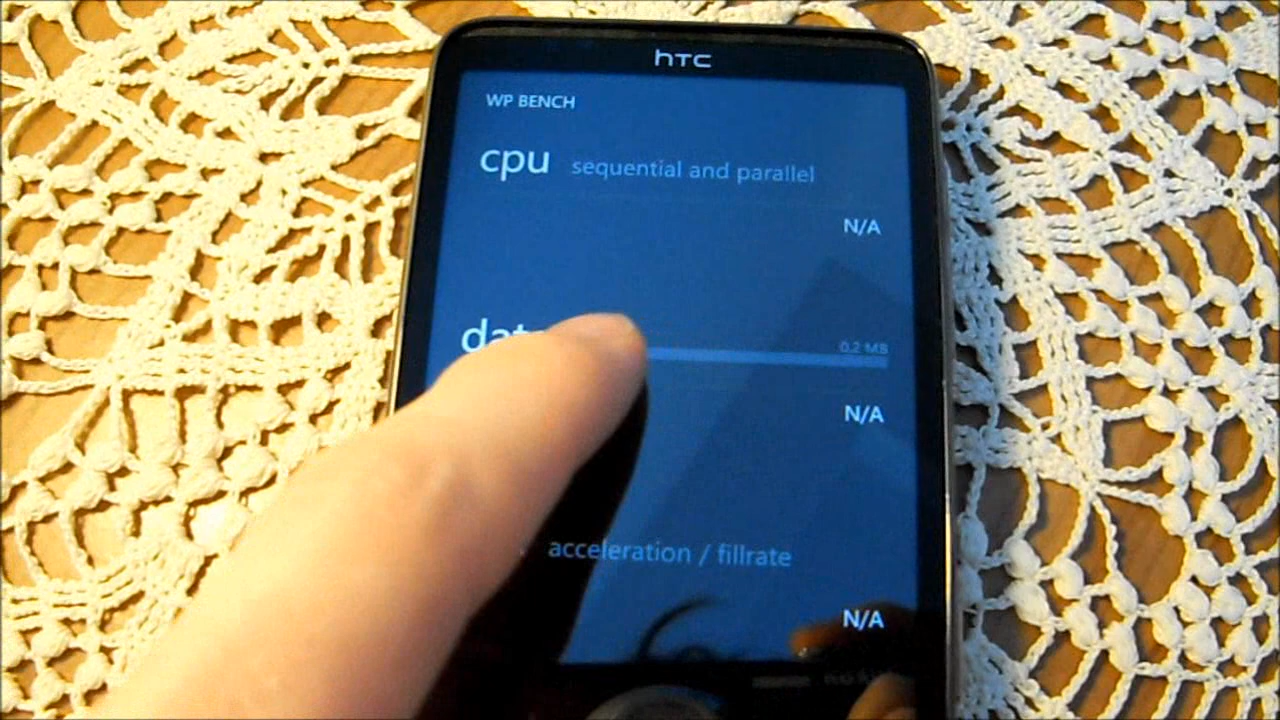 hTC
WP BENCH
cpu sequential and parallel
N/A
0.2 MB
N/A
acceleration / fillrate
N/A